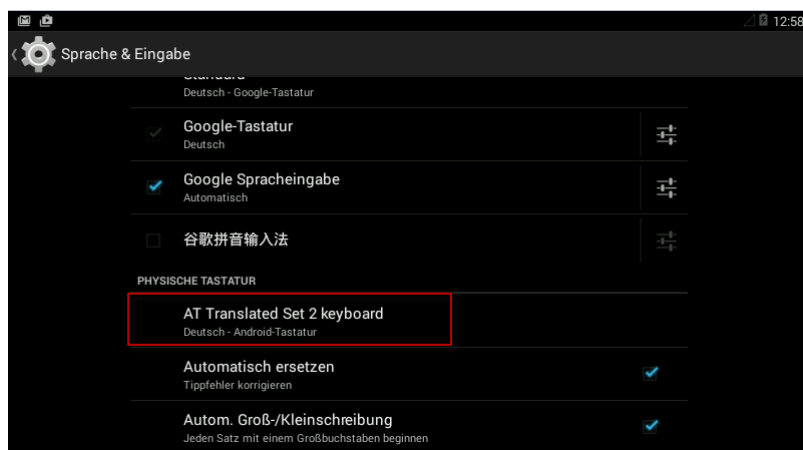 12:58
Sprache & Eingabe
Standard
Deutsch - Google-Tastatur
Google-Tastatur
Deutsch
Google Spracheingabe
Automatisch
谷歌拼音输入法
PHYSISCHE TASTATUR
AT Translated Set 2 keyboard
Deutsch - Android-Tastatur
Automatisch ersetzen
Tippfehler korrigieren
Autom. Groß-/Kleinschreibung
Jeden Satz mit einem Großbuchstaben beginnen